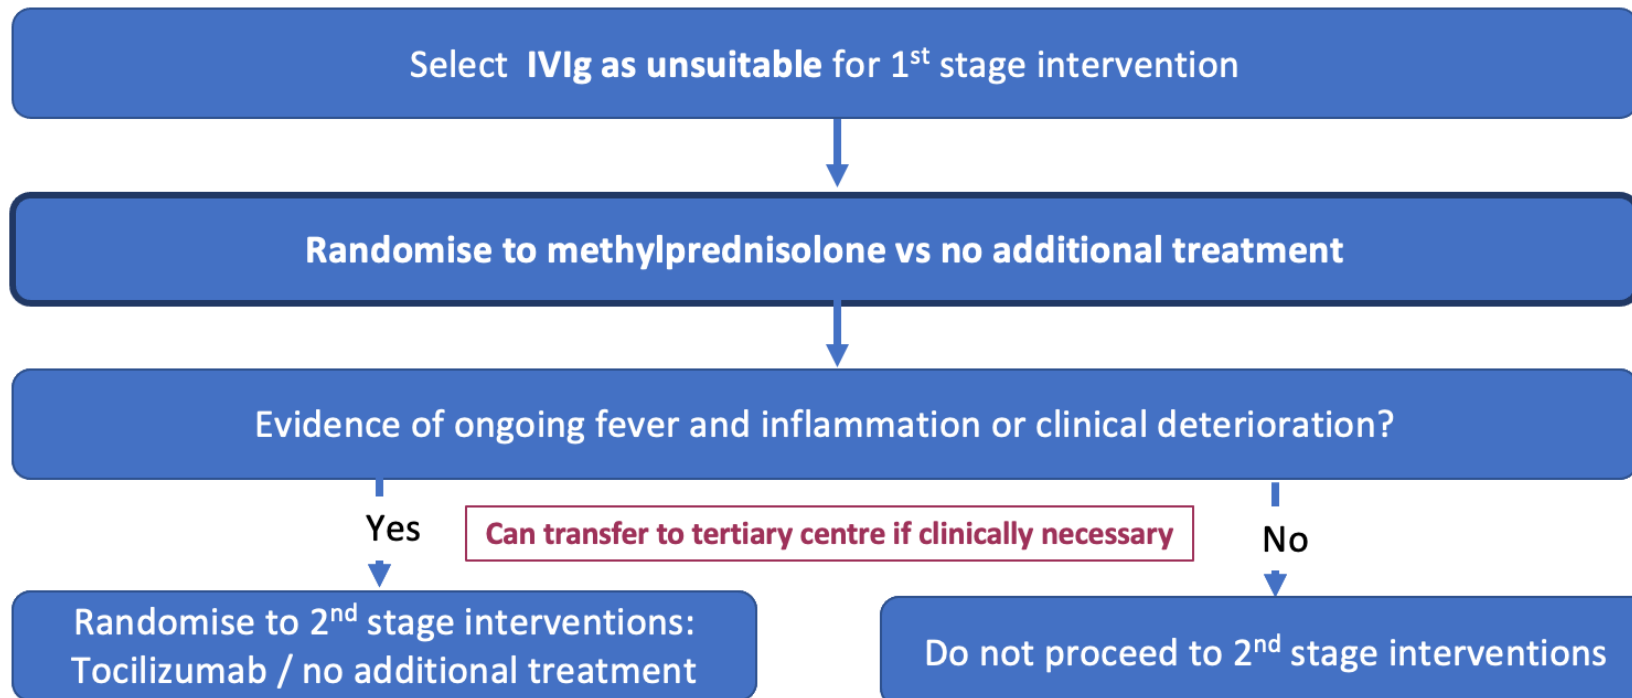 Select IVIg as unsuitable for 1st stage intervention
Randomise to methylprednisolone vs no additional treatment
Evidence of ongoing fever and inflammation or clinical deterioration?
Yes
Can transfer to tertiary centre if clinically necessary
No
Randomise to 2nd stage interventions:
Tocilizumab / no additional treatment
Do not proceed to 2nd stage interventions